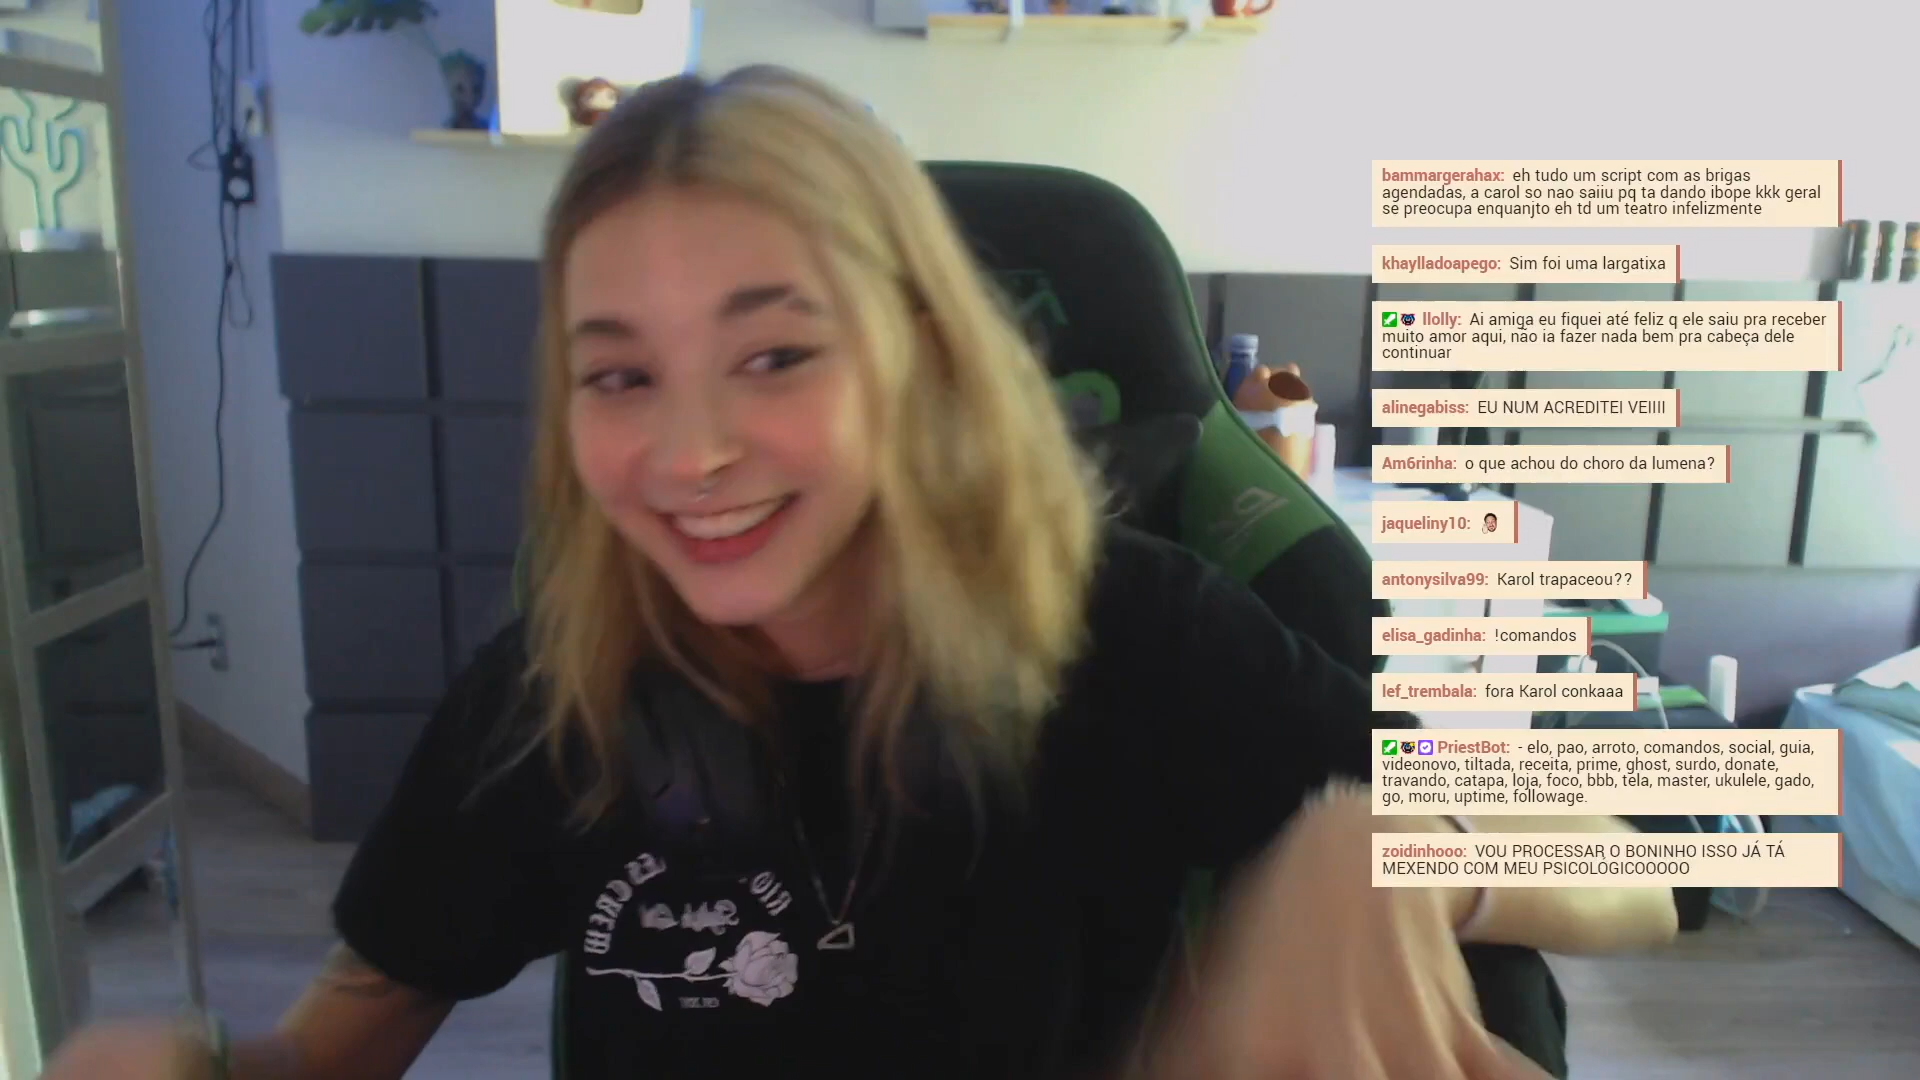 bammargerahax: eh tudo um script com as brigas
agendadas, a carol so nao saiiu pq ta dando ibope kkk geral
se preocupa enquanjto eh td um teatro infelizmente
khaylladoapego: Sim foi uma largatixa
llolly: Ai amiga eu fiquei até feliz q ele saiu pra receber
muito amor aqui, não ia fazer nada bem pra cabeça dele
continuar
alinegabiss: EU NUM ACREDITEI VEIIII
Am6rinha: o que achou do choro da lumena?
jaqueliny10:
antonysilva99: Karol trapaceou??
elisa_gadinha: !comandos
lef_trembala: fora Karol conkaaa
PriestBot: - elo, pao, arroto, comandos, social, guia,
videonovo, tiltada, receita, prime, ghost, surdo, donate,
travando, catapa, loja, foco, bbb, tela, master, ukulele, gado,
go, moru, uptime, followage.
zoidinhooo: VOU PROCESSAR O BONINHO ISSO JÁ TÁ
MEXENDO COM MEU PSICOLÓGICOOOOO